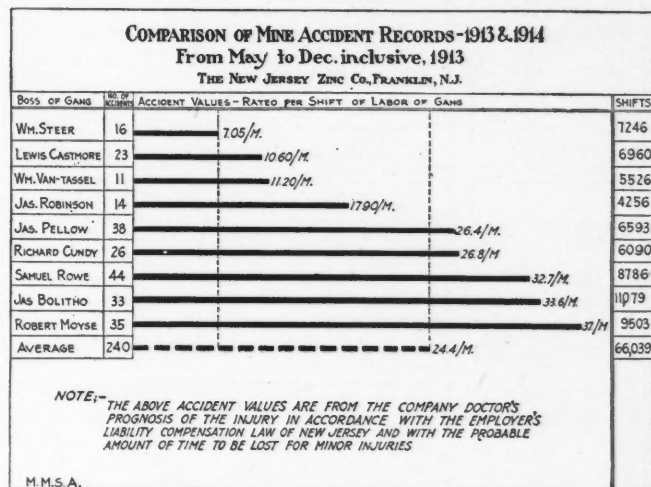 COMPARISON OF MINE ACCIDENT RECORDS-1913 & 1914
From May to Dec. inclusive, 1913
THE NEW JERSEY ZINC CO., FRANKLIN, N.J.
BOSS OF GANG NO. OF ACCIDENTS ACCIDENT VALUES-RATED PER SHIFT OF LABOR OF GANG SHIFTS
WM. STEER 16 7.05/M. 7246
LEWIS CASTMORE 23 10.60/M. 6960
WM. VAN-TASSEL 11 11.20/M. 5526
JAS. ROBINSON 14 17.90/M. 4256
JAS. PELLOW 38 26.4/M. 6593
RICHARD CUNDY 26 26.8/M 6090
SAMUEL ROWE 44 32.7/M. 8786
JAS BOLITHO 33 33.6/M. 11,079
ROBERT MOYSE 35 37/M 9503
AVERAGE 240 24.4/M. 66,039
NOTE;-
THE ABOVE ACCIDENT VALUES ARE FROM THE COMPANY DOCTOR'S
PROGNOSIS OF THE INJURY IN ACCORDANCE WITH THE EMPLOYER'S
LIABILITY COMPENSATION LAW OF NEW JERSEY AND WITH THE PROBABLE
AMOUNT OF TIME TO BE LOST FOR MINOR INJURIES
M.M.S.A.